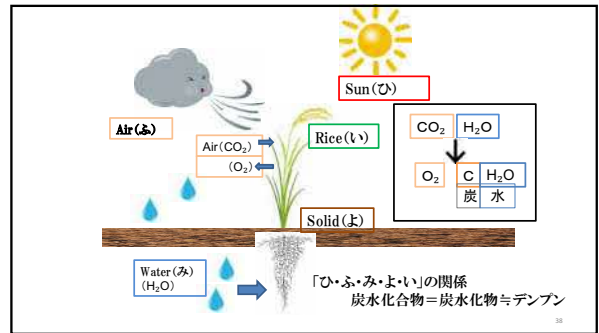 Sun(ひ)
Air(ふ)
Rice(い)
Air(CO₂)
(O₂)
CO₂ H₂O
O₂ C H₂O
炭 水
Solid(よ)
Water(み)
(H₂O)
「ひ・ふ・み・よ・い」の関係
炭水化合物＝炭水化物≒デンプン
38